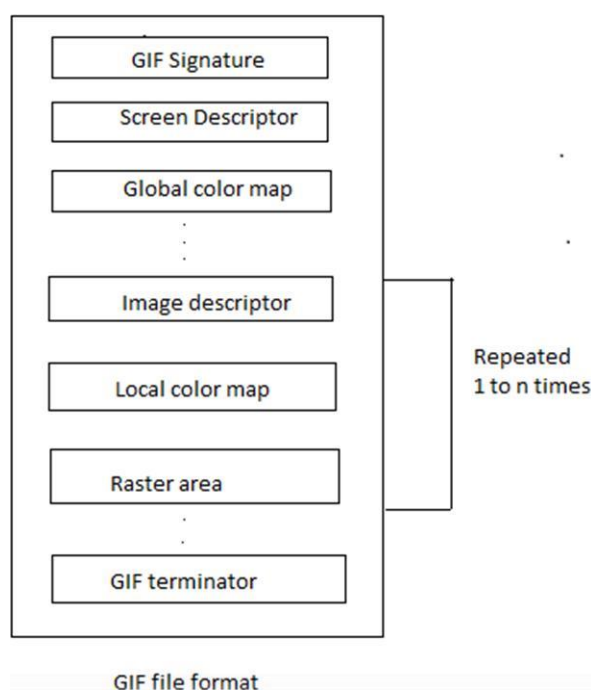 GIF Signature
Screen Descriptor
Global color map
Image descriptor
Local color map
Raster area
GIF terminator
Repeated
1 to n times
GIF file format